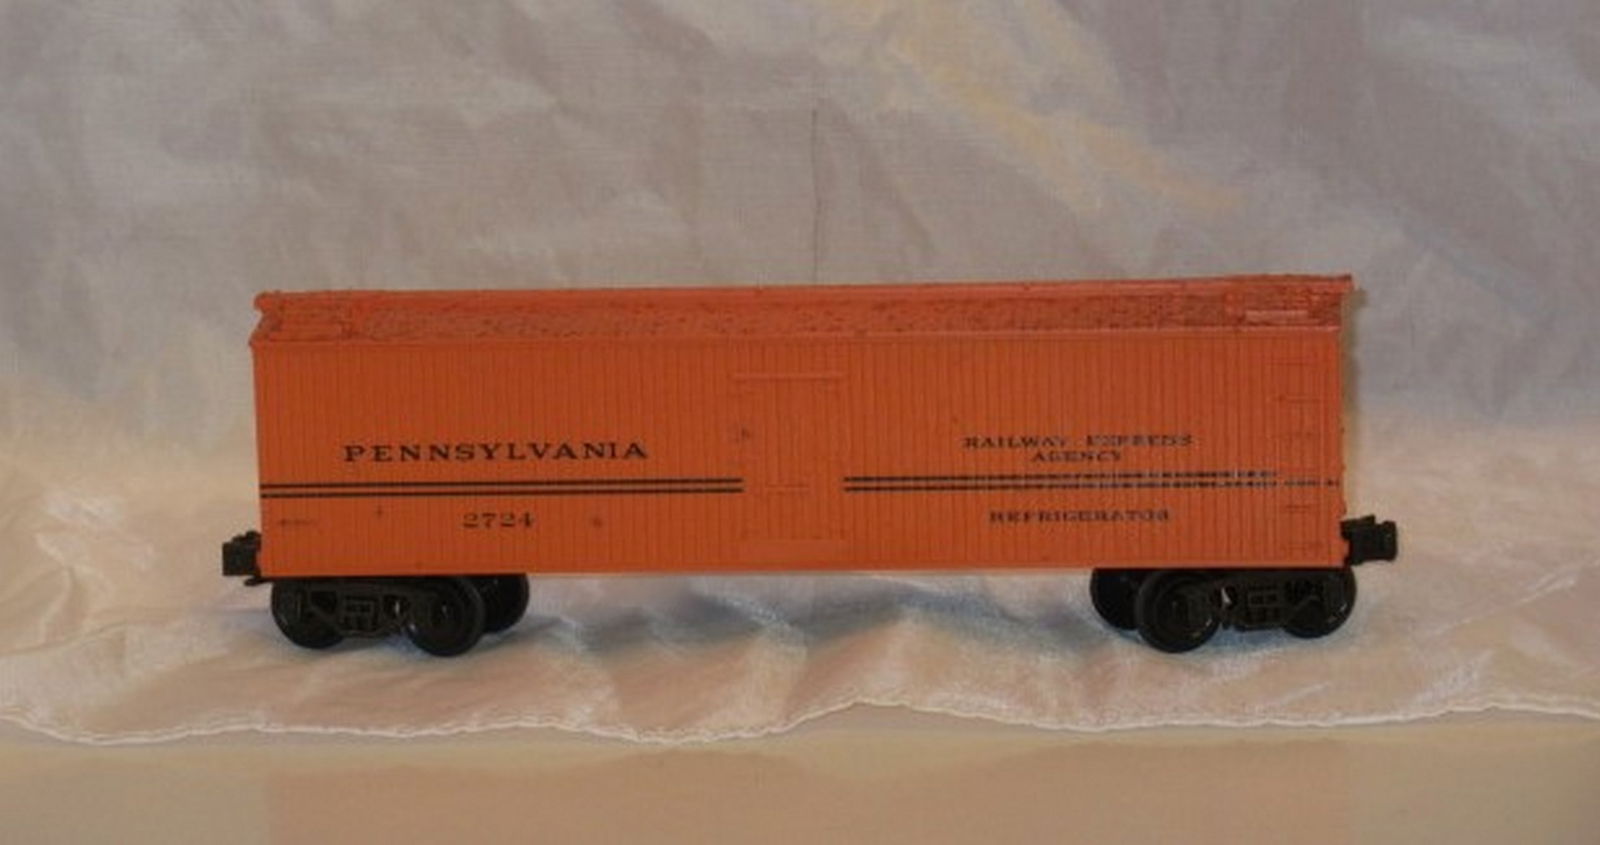 PENNSYLVANIA
2724
RAILWAY EXPRESS
AGENCY
REFRIGERATOR